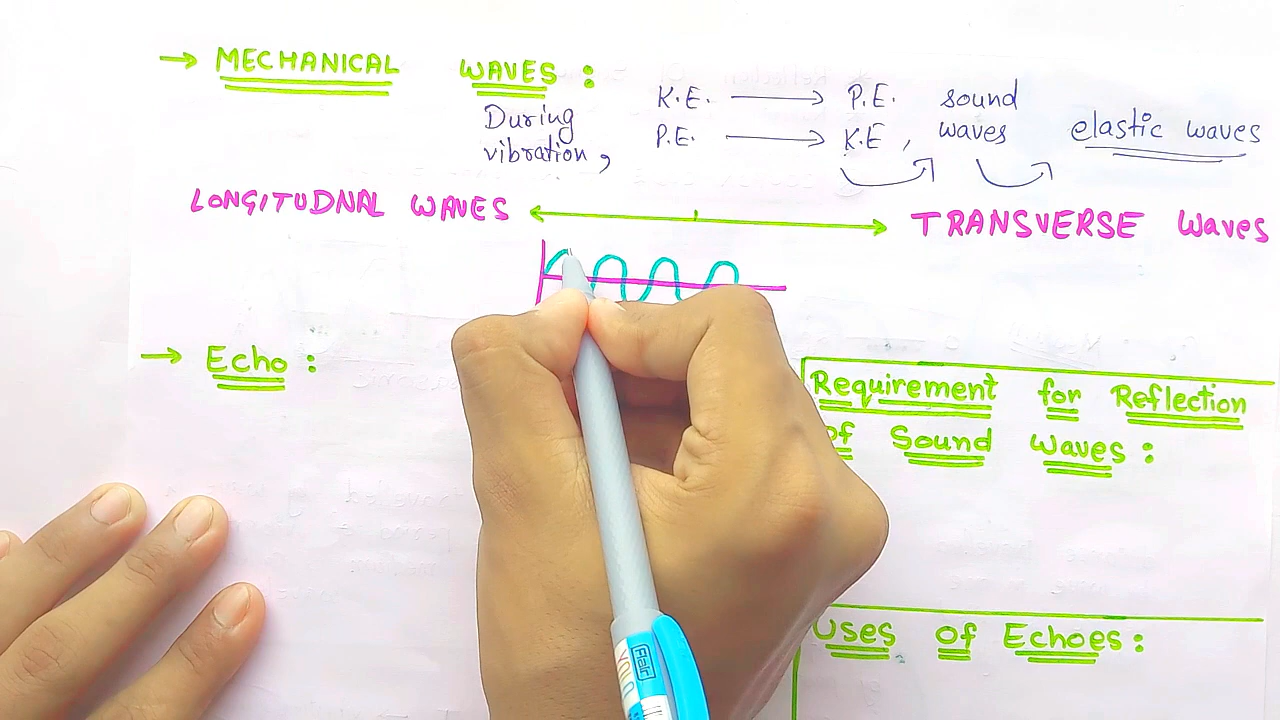 → MECHANICAL WAVES:
During vibration,
K.E. → P.E.
P.E. → K.E,
sound waves
elastic waves
LONGITUDNAL WAVES
TRANSVERSE Waves
→ Echo:
Requirement for Reflection
of Sound Waves:
Uses of Echoes:
Flair